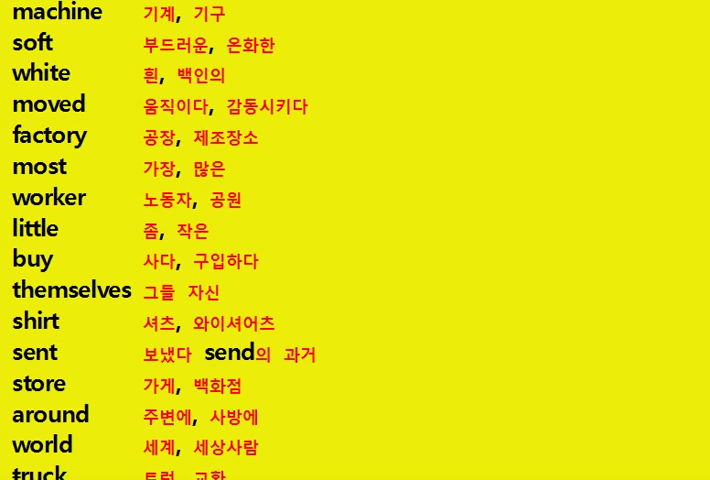 machine 기계, 기구
soft 부드러운, 온화한
white 흰, 백인의
moved 움직이다, 감동시키다
factory 공장, 제조장소
most 가장, 많은
worker 노동자, 공원
little 좀, 작은
buy 사다, 구입하다
themselves 그들 자신
shirt 셔츠, 와이셔어츠
sent 보냈다 send의 과거
store 가게, 백화점
around 주변에, 사방에
world 세계, 세상사람
truck 트럭, 교환